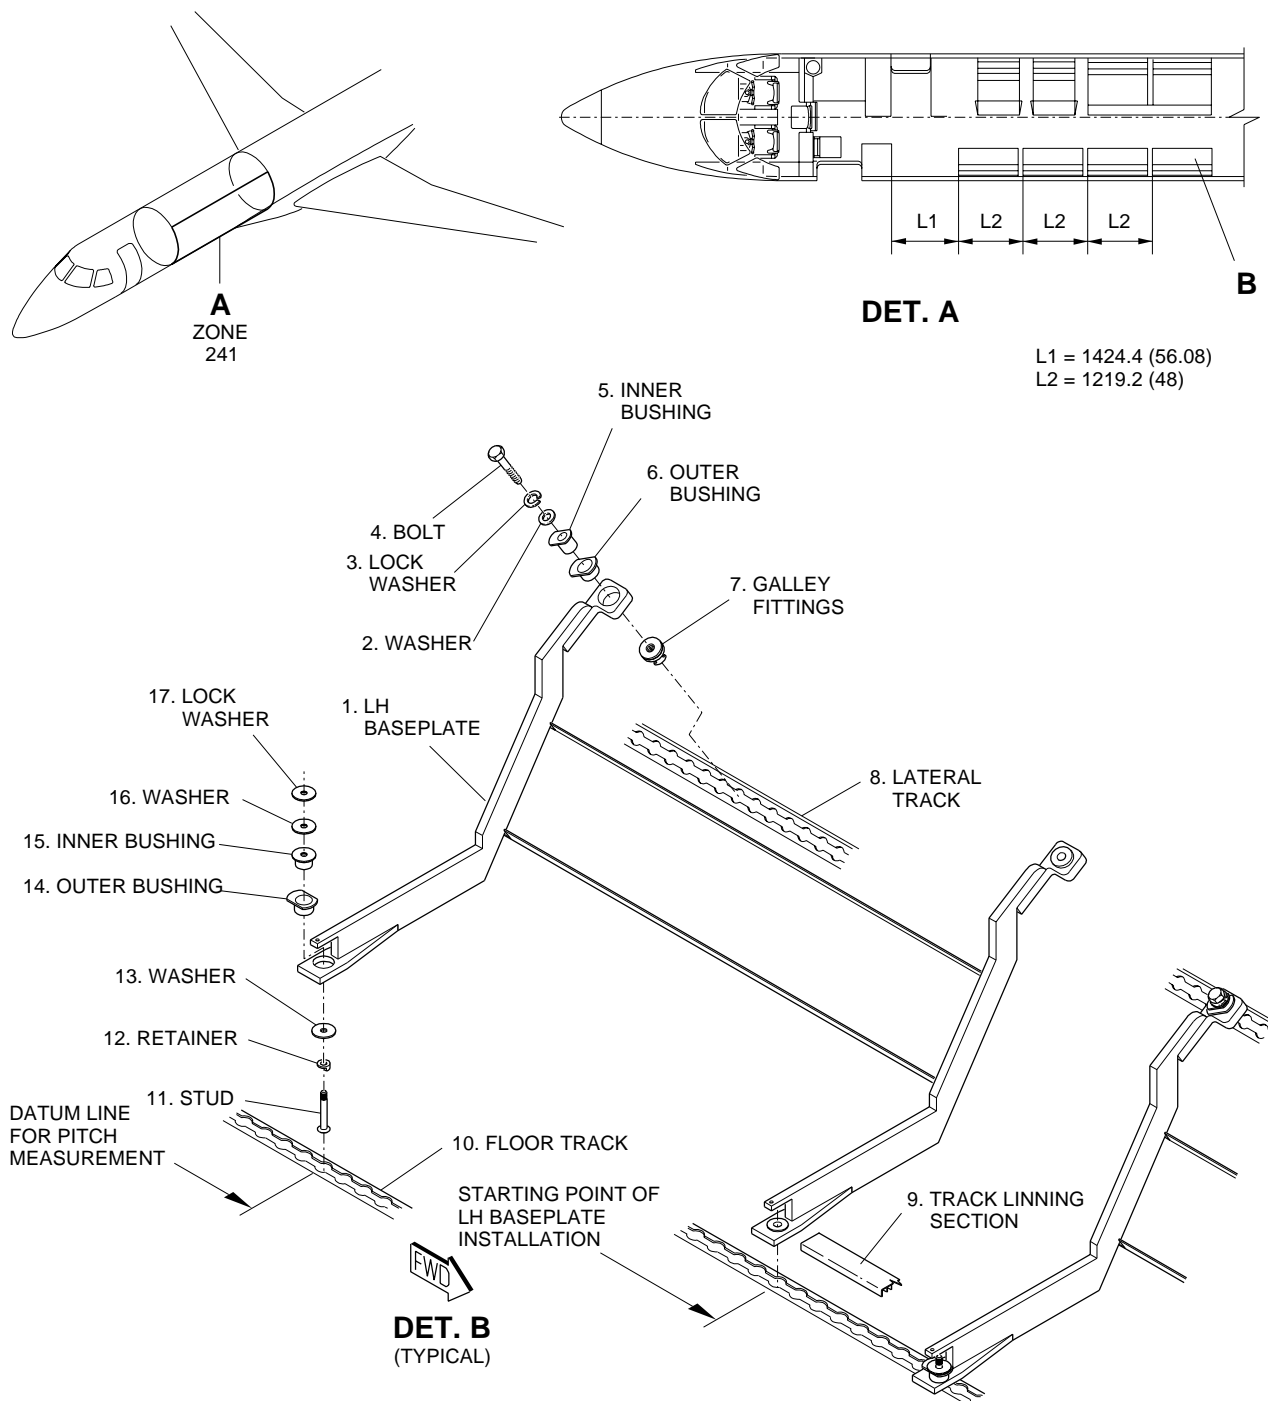 A
ZONE
241
L1
L2
L2
L2
B
DET. A
L1 = 1424.4 (56.08)
L2 = 1219.2 (48)
5. INNER
BUSHING
6. OUTER
BUSHING
4. BOLT
3. LOCK
WASHER
7. GALLEY
FITTINGS
2. WASHER
17. LOCK
WASHER
1. LH
BASEPLATE
8. LATERAL
TRACK
16. WASHER
15. INNER BUSHING
14. OUTER BUSHING
13. WASHER
12. RETAINER
11. STUD
DATUM LINE
FOR PITCH
MEASUREMENT
10. FLOOR TRACK
STARTING POINT OF
LH BASEPLATE
INSTALLATION
9. TRACK LINNING
SECTION
FWD
DET. B
(TYPICAL)